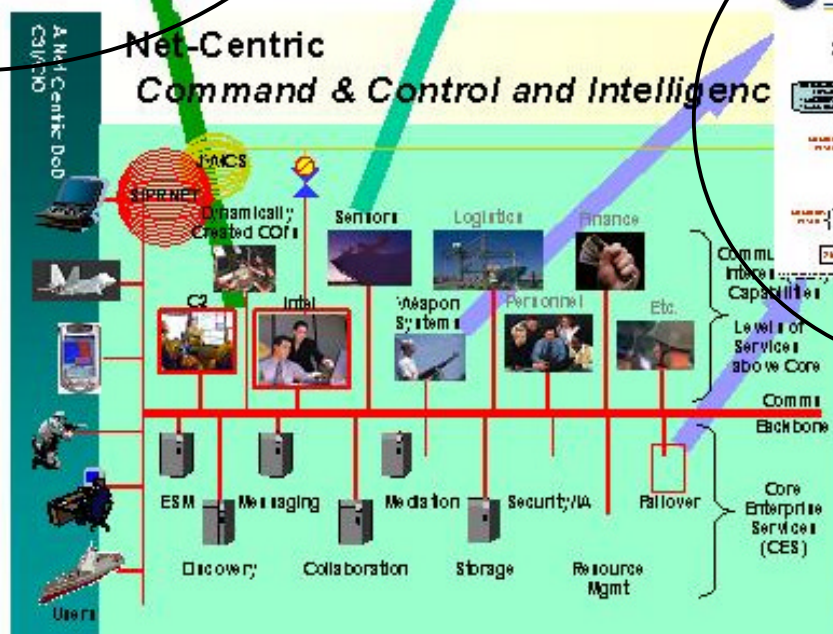 A Net Centric DoD
C3I/CIO
Net-Centric
Command & Control and Intelligenc
SIPRNET
Dynamically
Created COIs
Sensors
Logistics
Finance
C2
Intel
Weapon
Systems
Personnel
Etc.
Capabilities
Levels of
Services
above Core
Comms
Backbone
ESM
Messaging
Mediation
Security/IA
Failover
Discovery
Collaboration
Storage
Resource
Mgmt
Core
Enterprise
Services
(CES)
Users